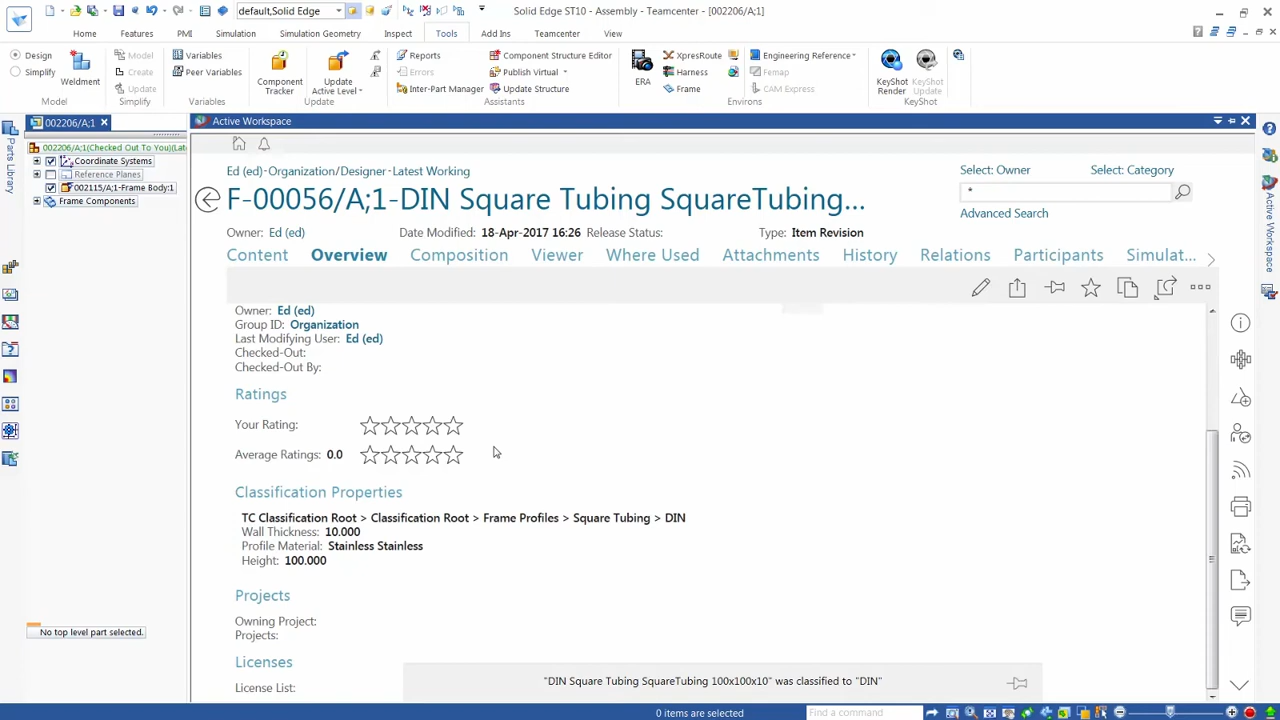 default,Solid Edge
Solid Edge ST10 - Assembly - Teamcenter - [002206/A;1]
Home Features PMI Simulation Simulation Geometry Inspect Tools Add Ins Teamcenter View
Design
Simplify
Weldment
Model
Model
Create
Update
Simplify
Variables
Peer Variables
Variables
Component Tracker
Update Active Level
Update
Reports
Errors
Inter-Part Manager
Component Structure Editor
Publish Virtual
Update Structure
Assistants
ERA
XpresRoute
Harness
Frame
Engineering Reference
Femap
CAM Express
Environs
KeyShot Render
KeyShot Update
KeyShot
Parts Library
002206/A;1
002206/A;1(Checked Out To You)(Lat
Coordinate Systems
Reference Planes
002115/A;1-Frame Body:1
Frame Components
No top level part selected.
Active Workspace
Ed (ed)-Organization/Designer-Latest Working
F-00056/A;1-DIN Square Tubing SquareTubing...
Select: Owner Select: Category
*
Advanced Search
Owner: Ed (ed) Date Modified: 18-Apr-2017 16:26 Release Status: Type: Item Revision
Content Overview Composition Viewer Where Used Attachments History Relations Participants Simulat...
Owner: Ed (ed)
Group ID: Organization
Last Modifying User: Ed (ed)
Checked-Out:
Checked-Out By:
Ratings
Your Rating:
Average Ratings: 0.0
Classification Properties
TC Classification Root > Classification Root > Frame Profiles > Square Tubing > DIN
Wall Thickness: 10.000
Profile Material: Stainless Stainless
Height: 100.000
Projects
Owning Project:
Projects:
Licenses
License List:
"DIN Square Tubing SquareTubing 100x100x10" was classified to "DIN"
Active Workspace
0 items are selected
Find a command